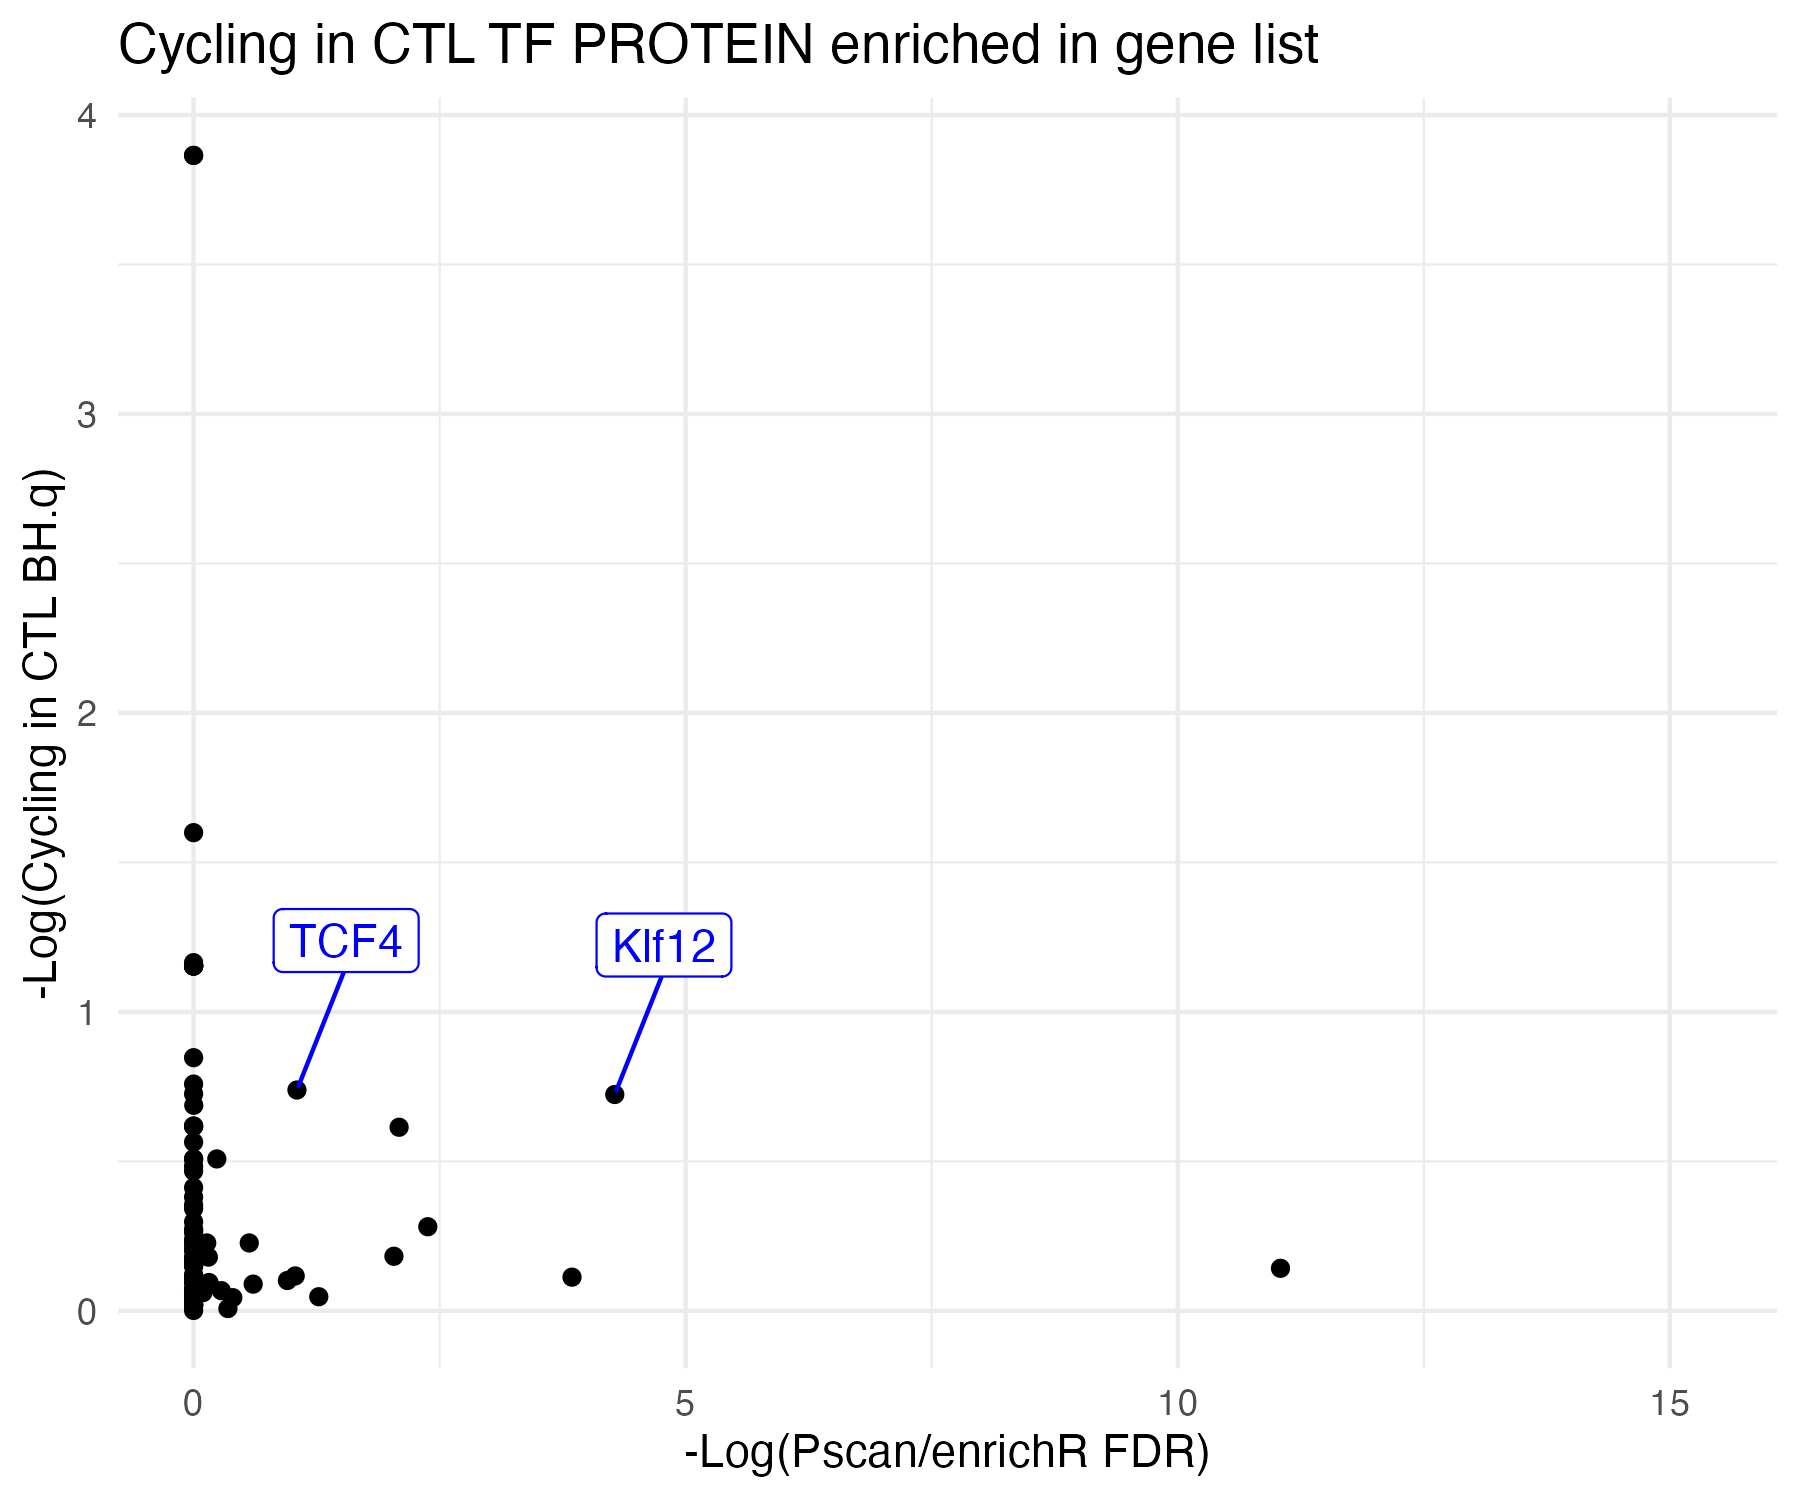 Cycling in CTL TF PROTEIN enriched in gene list
4
3
2
1
0
-Log(Cycling in CTL BH.q)
TCF4
Klf12
0
5
10
15
-Log(Pscan/enrichR FDR)